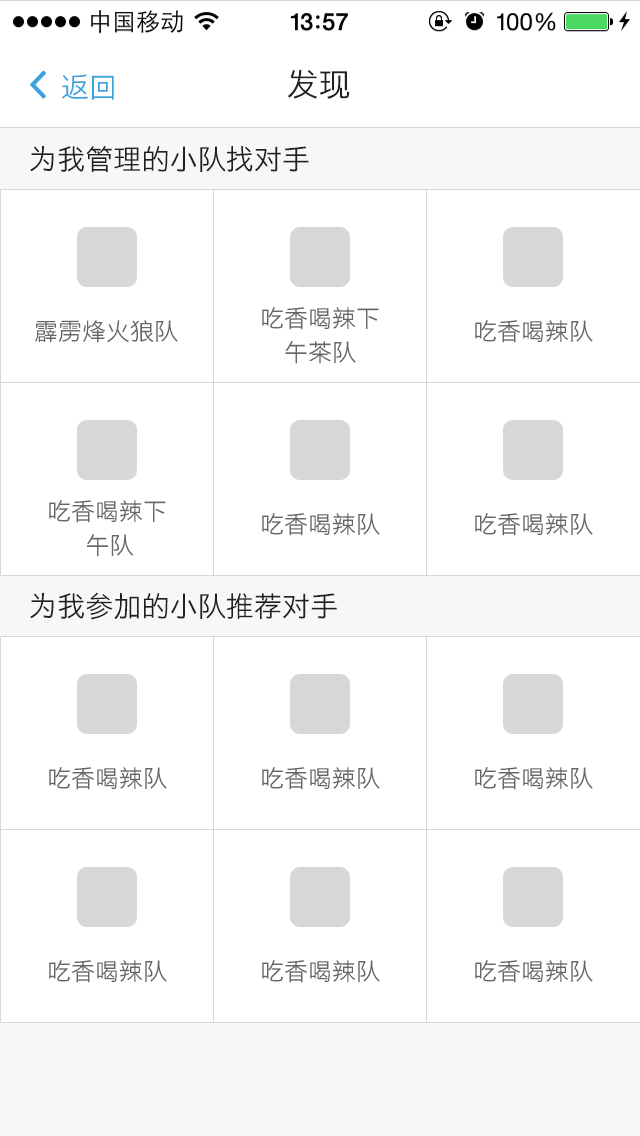 中国移动 13:57 100%
返回 发现
为我管理的小队找对手
霹雳烽火狼队 吃香喝辣下 吃香喝辣队
午茶队
吃香喝辣下 吃香喝辣队 吃香喝辣队
午队
为我参加的小队推荐对手
吃香喝辣队 吃香喝辣队 吃香喝辣队
吃香喝辣队 吃香喝辣队 吃香喝辣队